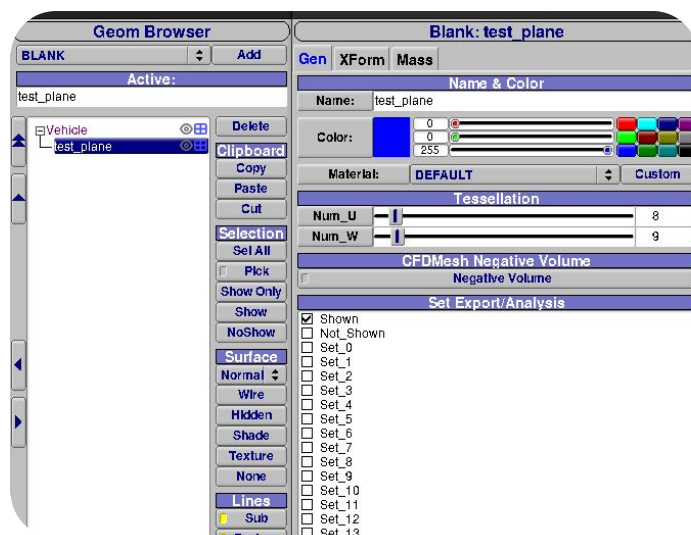 Geom Browser
BLANK
Add
Active:
test_plane
Vehicle
test_plane
Delete
Clipboard
Copy
Paste
Cut
Selection
Sel All
Pick
Show Only
Show
NoShow
Surface
Normal
Wire
Hidden
Shade
Texture
None
Lines
Sub
Blank: test_plane
Gen XForm Mass
Name & Color
Name: test_plane
Color:
0
0
255
Material: DEFAULT Custom
Tessellation
Num_U 8
Num_W 9
CFDMesh Negative Volume
Negative Volume
Set Export/Analysis
Shown
Not_Shown
Set_0
Set_1
Set_2
Set_3
Set_4
Set_5
Set_6
Set_7
Set_8
Set_9
Set_10
Set_11
Set_12
Set_13